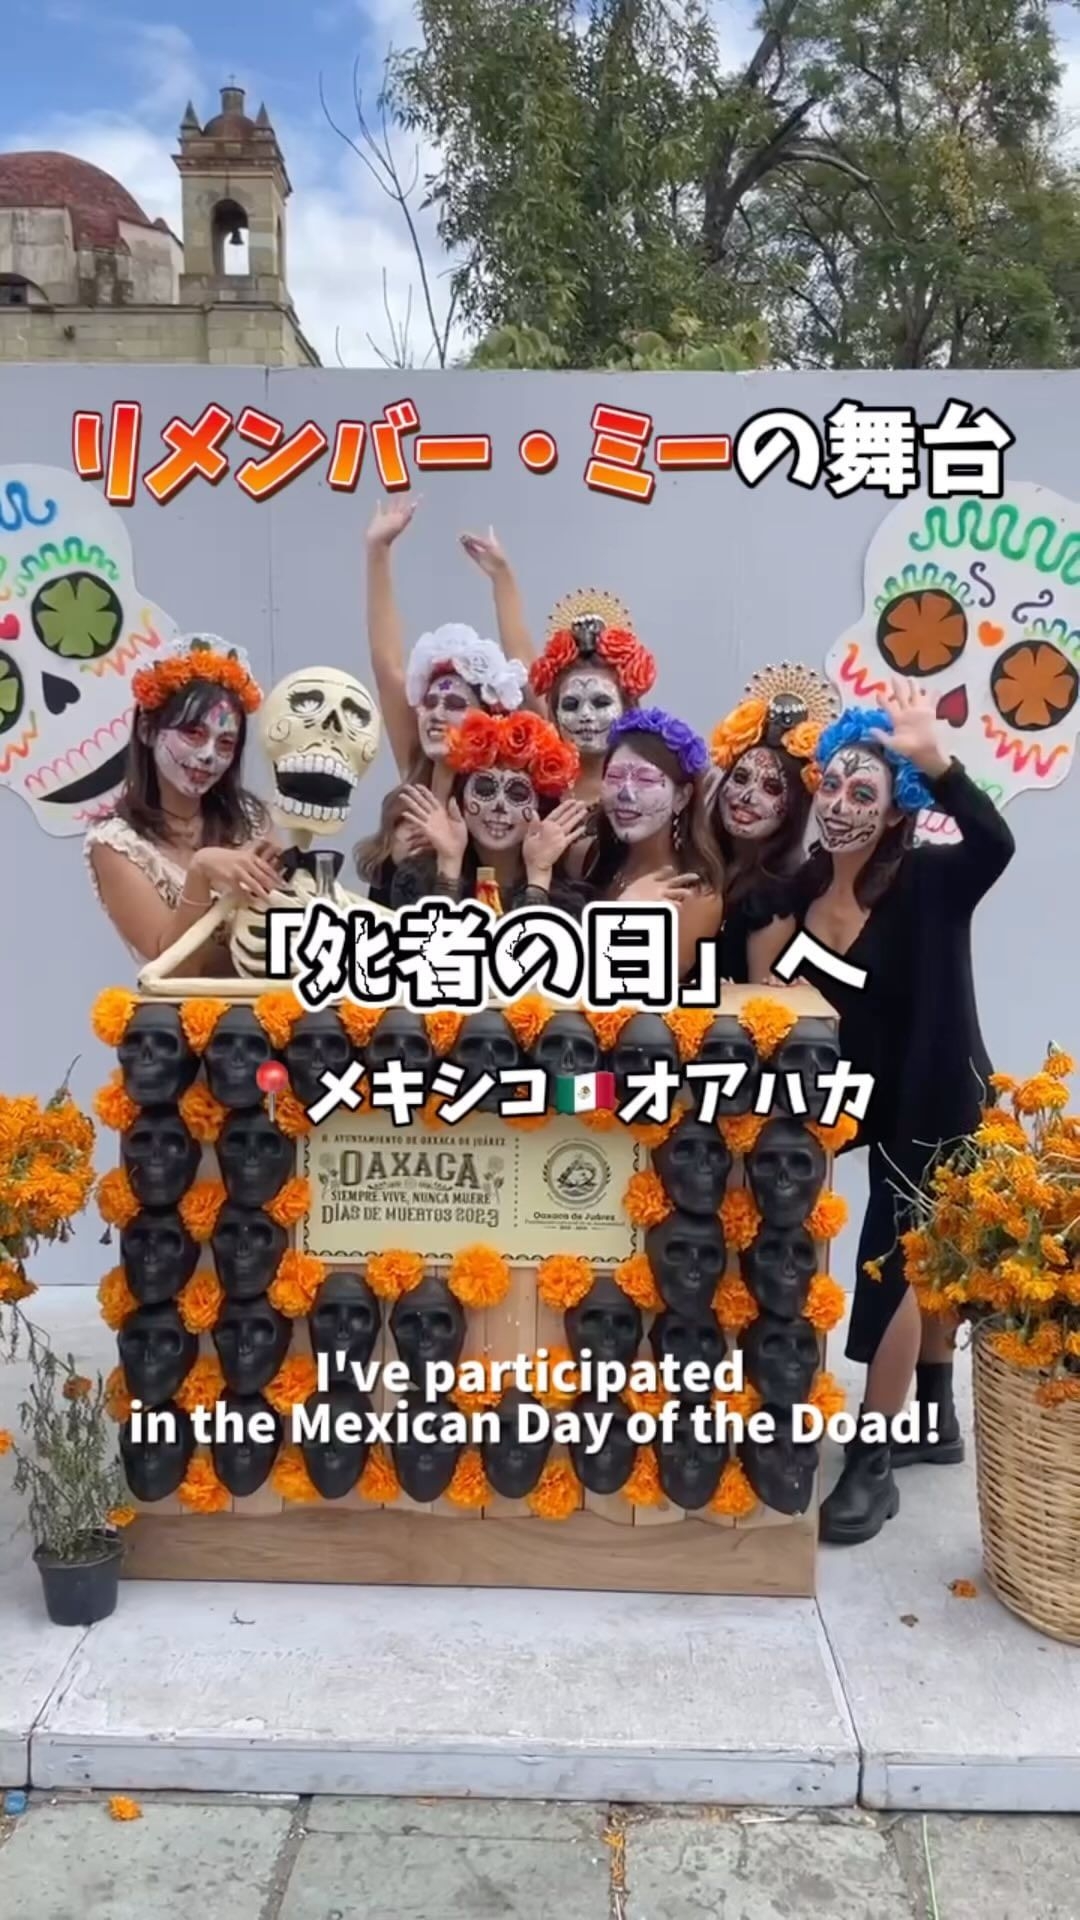 リメンバー・ミーの舞台
「死者の日」へ
📍メキシコ🇲🇽オアハカ
H. AYUNTAMIENTO DE OAXACA DE JUÁREZ
OAXACA
SIEMPRE VIVE, NUNCA MUERE
DÍAS DE MUERTOS 2023
Oaxaca de Juárez
I've participated
in the Mexican Day of the Doad!